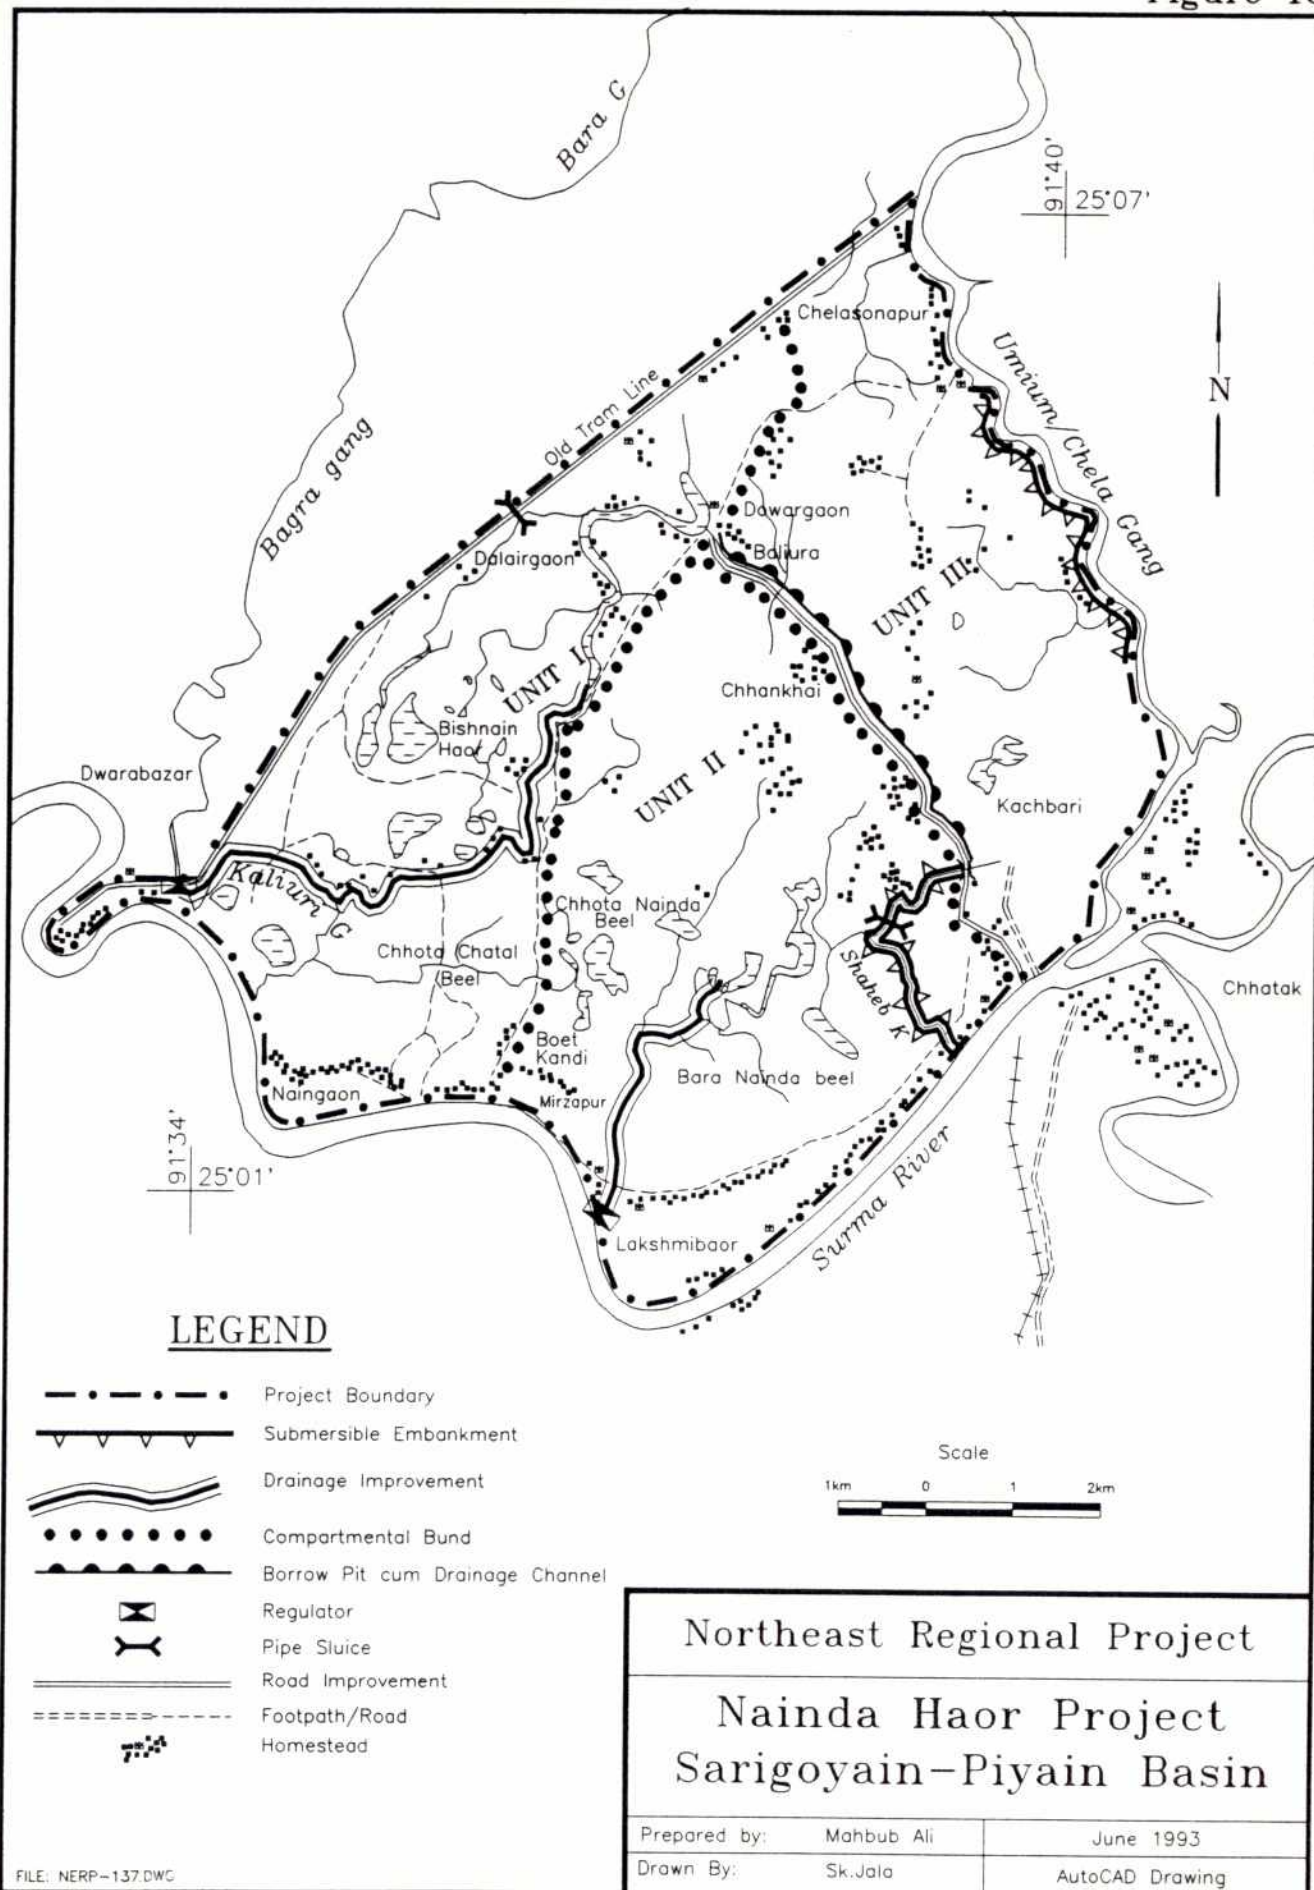 Bara G
91°40'
25°07'
Chelasonapur
Umium/Chela Gang
N
Old Tram Line
Bagra gang
Dawargaon
Dalairgaon
Baliura
UNIT III
UNIT I
Chhankhai
Bishnain
Haor
UNIT II
Dwarabazar
Kachbari
Kalium G
Chhota Nainda
Beel
Chhota Chatal
Beel
Shaheb K
Chhatak
Boet
Kandi
Bara Nainda beel
Naingaon
Mirzapur
91°34'
25°01'
Surma River
Lakshmibaor
LEGEND
Project Boundary
Submersible Embankment
Drainage Improvement
Compartmental Bund
Borrow Pit cum Drainage Channel
Regulator
Pipe Sluice
Road Improvement
Footpath/Road
Homestead
Scale
1km 0 1 2km
Northeast Regional Project
Nainda Haor Project
Sarigoyain-Piyain Basin
Prepared by: Mahbub Ali
June 1993
Drawn By: Sk.Jala
AutoCAD Drawing
FILE: NERP-137.DWG